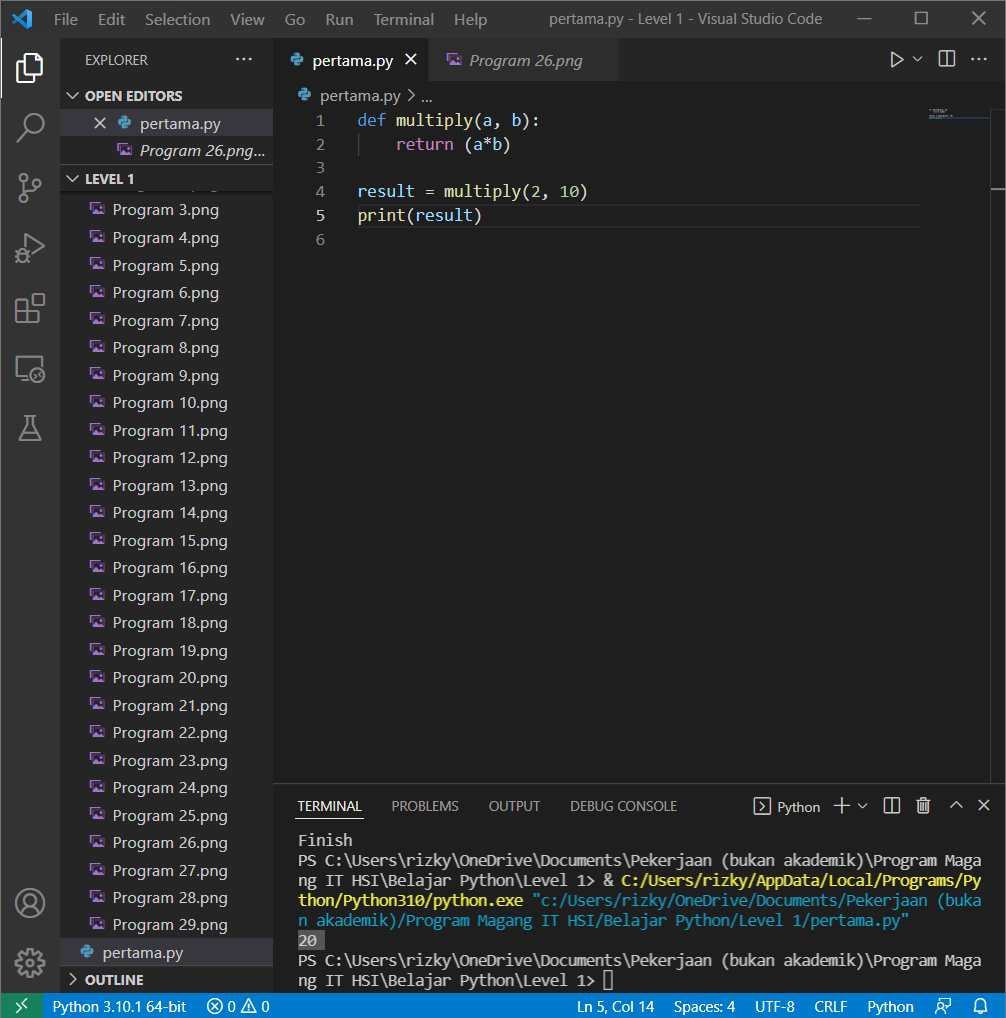 File Edit Selection View Go Run Terminal Help pertama.py - Level 1 - Visual Studio Code
EXPLORER
OPEN EDITORS
pertama.py
Program 26.png...
LEVEL 1
Program 3.png
Program 4.png
Program 5.png
Program 6.png
Program 7.png
Program 8.png
Program 9.png
Program 10.png
Program 11.png
Program 12.png
Program 13.png
Program 14.png
Program 15.png
Program 16.png
Program 17.png
Program 18.png
Program 19.png
Program 20.png
Program 21.png
Program 22.png
Program 23.png
Program 24.png
Program 25.png
Program 26.png
Program 27.png
Program 28.png
Program 29.png
pertama.py
OUTLINE
pertama.py Program 26.png
pertama.py > ...
1 def multiply(a, b):
2     return (a*b)
3
4 result = multiply(2, 10)
5 print(result)
6
TERMINAL PROBLEMS OUTPUT DEBUG CONSOLE Python
Finish
PS C:\Users\rizky\OneDrive\Documents\Pekerjaan (bukan akademik)\Program Maga
ng IT HSI\Belajar Python\Level 1> & C:/Users/rizky/AppData/Local/Programs/Py
thon/Python310/python.exe "c:/Users/rizky/OneDrive/Documents/Pekerjaan (buka
n akademik)/Program Magang IT HSI/Belajar Python/Level 1/pertama.py"
20
PS C:\Users\rizky\OneDrive\Documents\Pekerjaan (bukan akademik)\Program Maga
ng IT HSI\Belajar Python\Level 1>
Python 3.10.1 64-bit 0 0 Ln 5, Col 14 Spaces: 4 UTF-8 CRLF Python